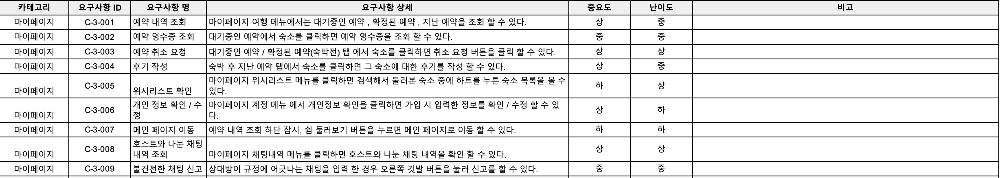 카테고리 요구사항 ID 요구사항 명 요구사항 상세 중요도 난이도 비고
마이페이지 C-3-001 예약 내역 조회 마이페이지 여행 메뉴에서는 대기중인 예약 , 확정된 예약 , 지난 예약을 조회 할 수 있다. 상 중
마이페이지 C-3-002 예약 영수증 조회 대기중인 예약에서 숙소를 클릭하면 예약 영수증을 조회 할 수 있다. 중 중
마이페이지 C-3-003 예약 취소 요청 대기중인 예약 / 확정된 예약(숙박전) 탭 에서 숙소를 클릭하면 취소 요청 버튼을 클릭 할 수 있다. 상 상
마이페이지 C-3-004 후기 작성 숙박 후 지난 예약 탭에서 숙소를 클릭하면 그 숙소에 대한 후기를 작성 할 수 있다. 상 중
마이페이지 C-3-005 위시리스트 확인 마이페이지 위시리스트 메뉴를 클릭하면 검색해서 둘러본 숙소 중에 하트를 누른 숙소 목록을 볼 수
있다. 하 상
마이페이지 C-3-006 개인 정보 확인 / 수
정 마이페이지 계정 메뉴 에서 개인정보 확인을 클릭하면 가입 시 입력한 정보를 확인 / 수정 할 수 있
다. 상 하
마이페이지 C-3-007 메인 페이지 이동 예약 내역 조회 하단 잠시, 쉼 둘러보기 버튼을 누르면 메인 페이지로 이동 할 수 있다. 하 하
마이페이지 C-3-008 호스트와 나눈 채팅
내역 조회 마이페이지 채팅내역 메뉴를 클릭하면 호스트와 나눈 채팅 내역을 확인 할 수 있다. 상 상
마이페이지 C-3-009 불건전한 채팅 신고 상대방이 규정에 어긋나는 채팅을 입력 한 경우 오른쪽 깃발 버튼을 눌러 신고를 할 수 있다. 중 중